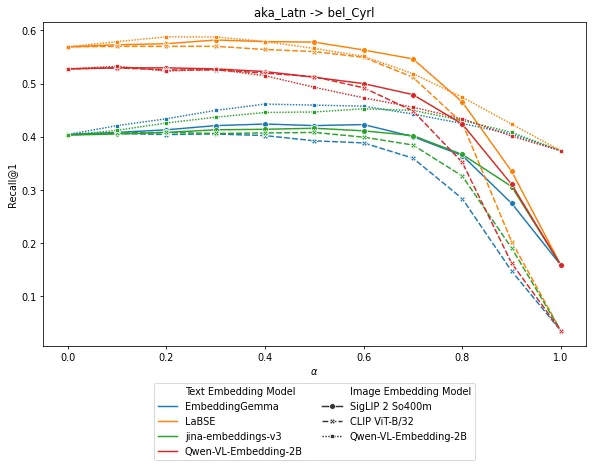 aka_Latn -> bel_Cyrl
Recall@1
0.6
0.5
0.4
0.3
0.2
0.1
0.0 0.2 0.4 0.6 0.8 1.0
α
Text Embedding Model
EmbeddingGemma
LaBSE
jina-embeddings-v3
Qwen-VL-Embedding-2B
Image Embedding Model
SigLIP 2 So400m
CLIP ViT-B/32
Qwen-VL-Embedding-2B